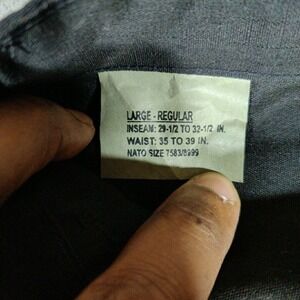 LARGE - REGULAR
INSEAM: 29-1/2 TO 32-1/2 IN.
WAIST: 35 TO 39 IN.
NATO SIZE 7583/8999